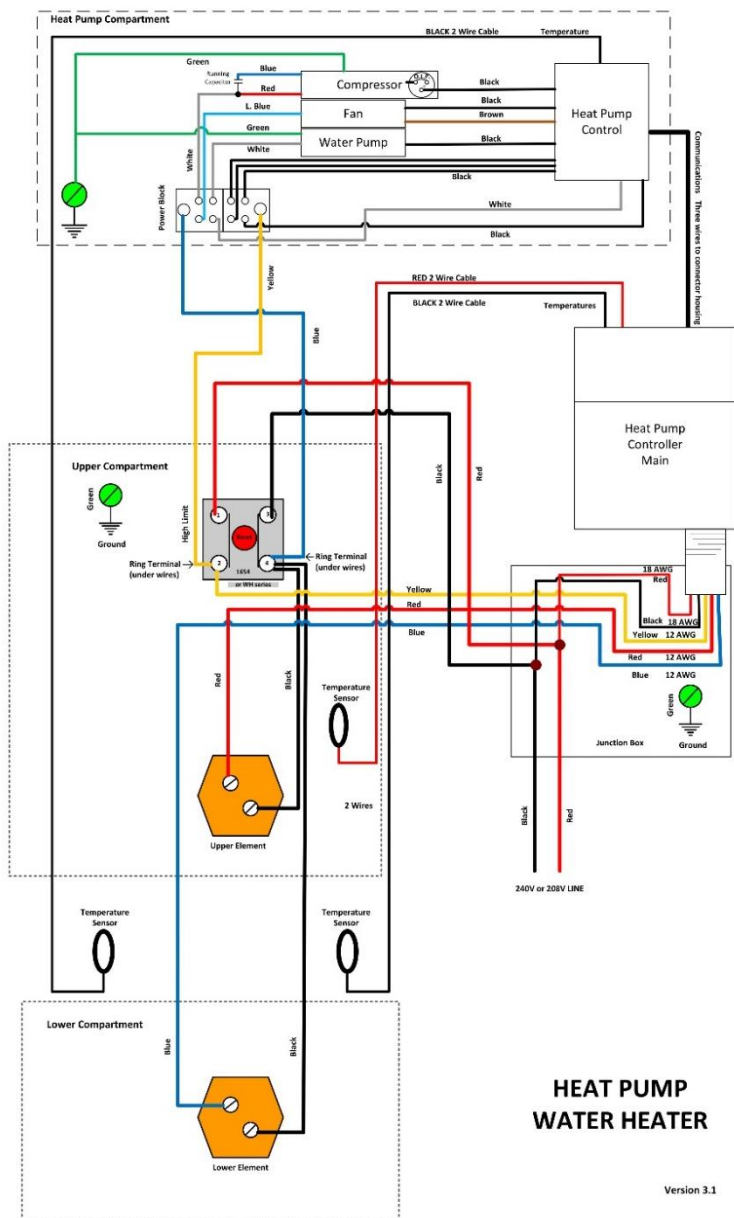 Heat Pump Compartment
BLACK 2 Wire Cable
Temperature
Green
Blue
Running
Capacitor
Red
Compressor
Black
L. Blue
Fan
Black
Brown
Heat Pump
Control
Green
Water Pump
Black
White
White
Black
Power Block
White
Black
Communications Three wires to connector housing
Yellow
RED 2 Wire Cable
BLACK 2 Wire Cable
Temperatures
Blue
Heat Pump
Controller
Main
Black
Red
Upper Compartment
Green
Ground
High Limit
1
3
Reset
2
4
1654
or WH series
Ring Terminal
(under wires)
Ring Terminal
(under wires)
Yellow
Red
Blue
18 AWG
Red
Black 18 AWG
Yellow 12 AWG
Red 12 AWG
Blue 12 AWG
Green
Ground
Junction Box
Red
Black
Temperature
Sensor
2 Wires
Upper Element
Black
Red
240V or 208V LINE
Temperature
Sensor
Temperature
Sensor
Lower Compartment
Blue
Black
Lower Element
HEAT PUMP
WATER HEATER
Version 3.1